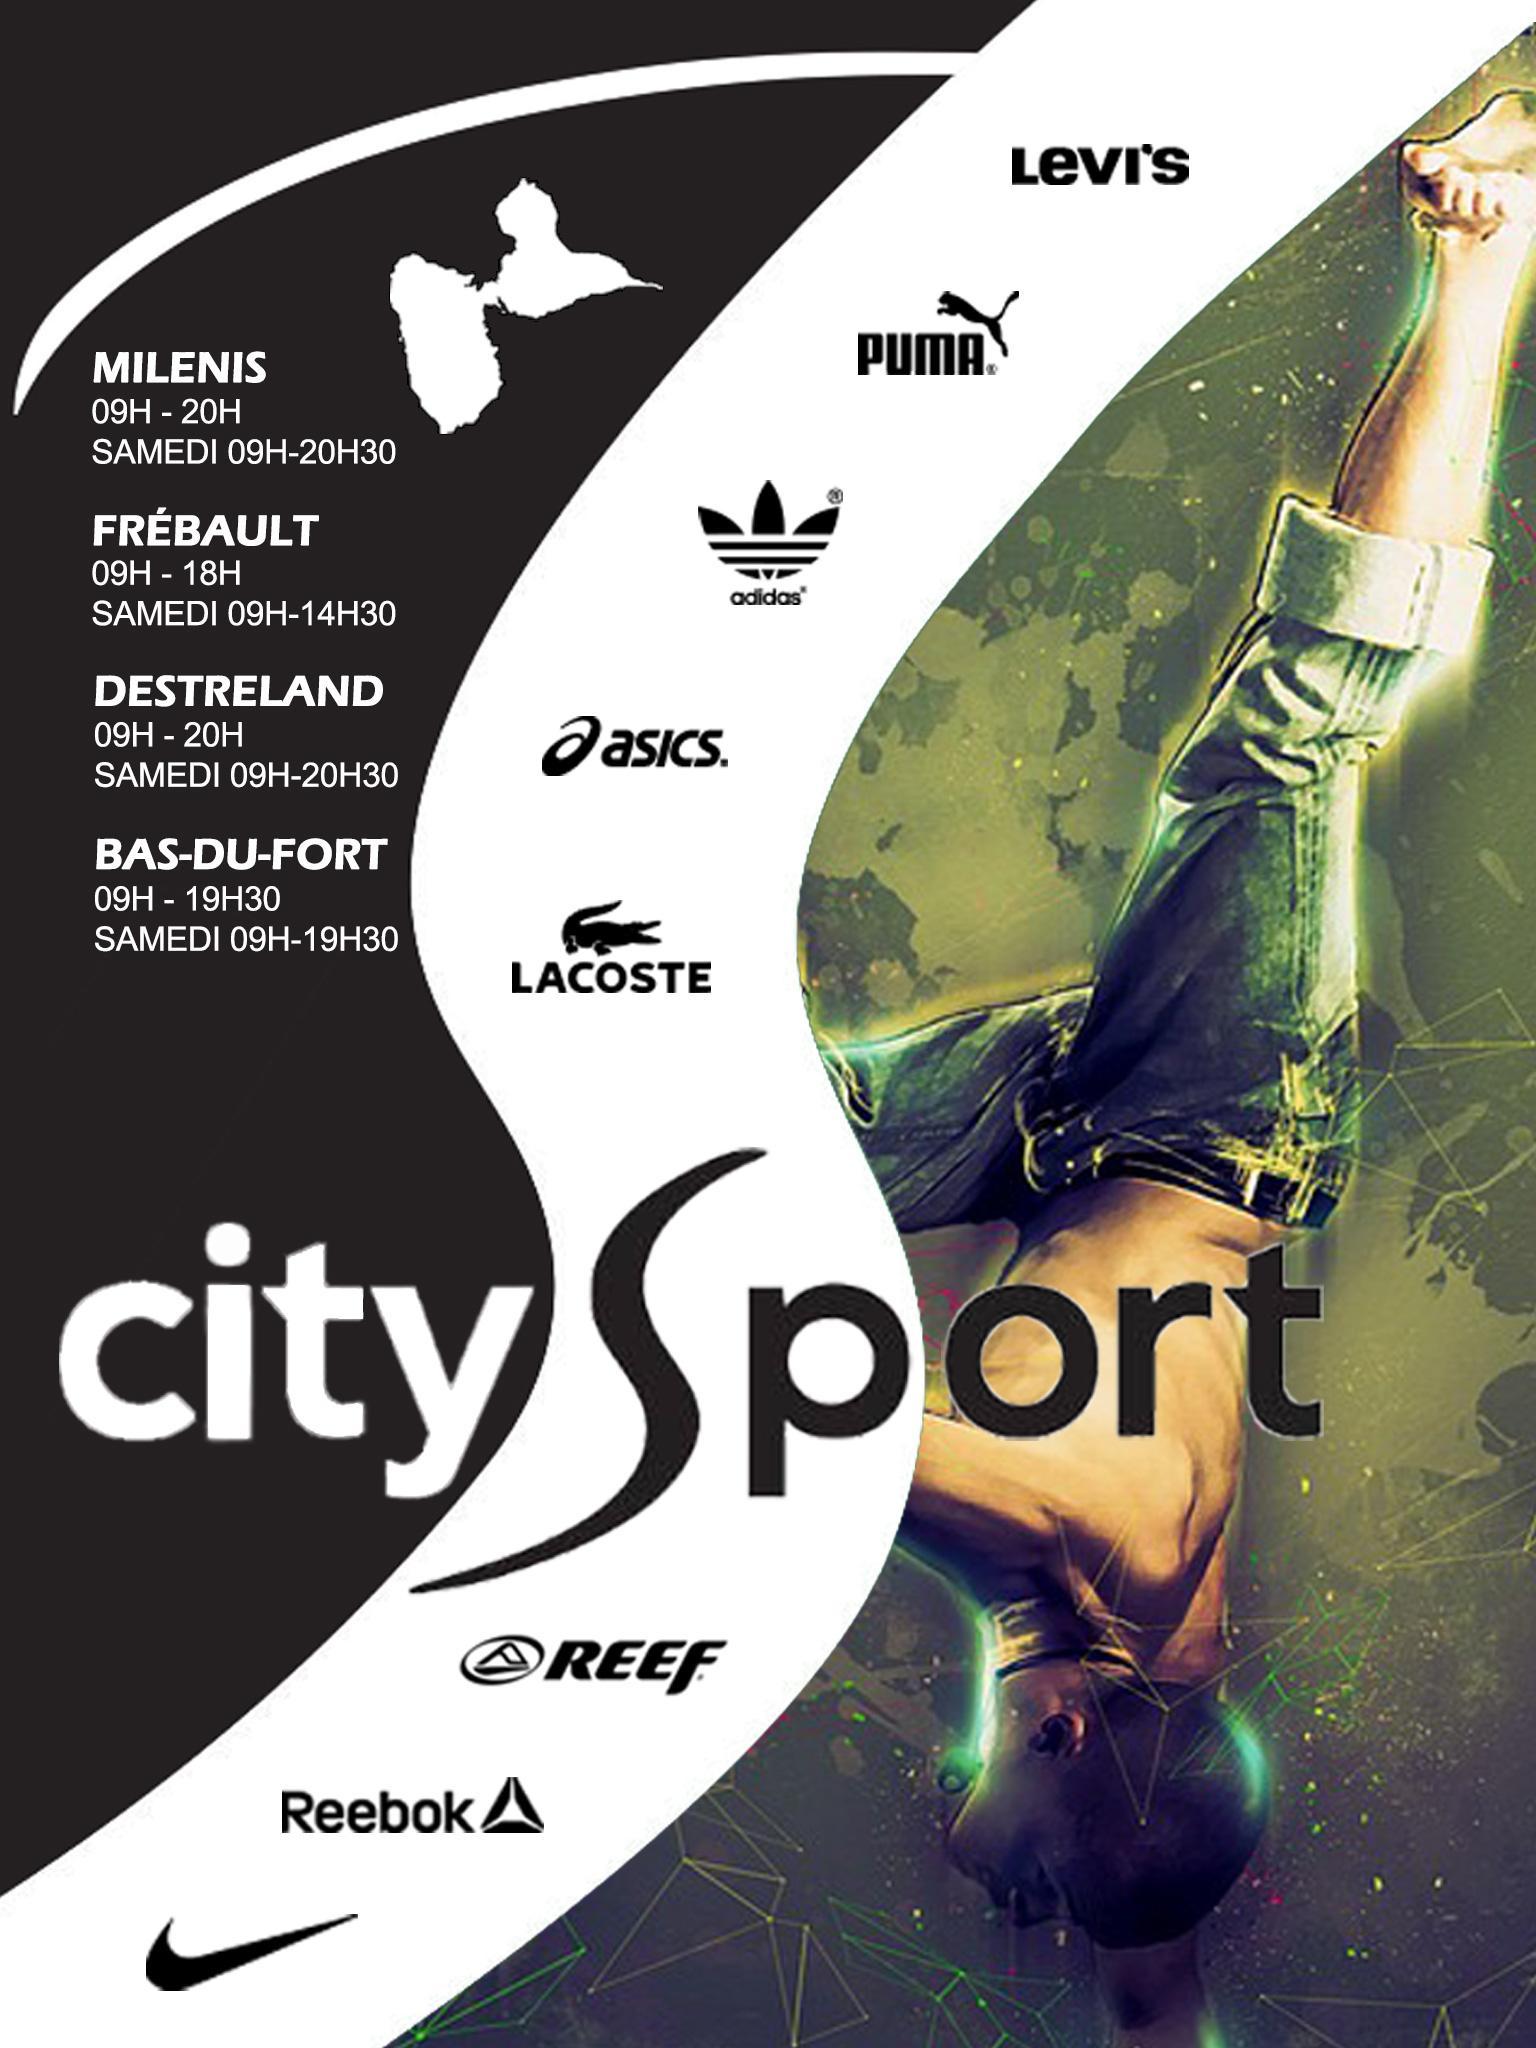 MILENIS
09H - 20H
SAMEDI 09H-20H30
FRÉBAULT
09H - 18H
SAMEDI 09H-14H30
DESTRELAND
09H - 20H
SAMEDI 09H-20H30
BAS-DU-FORT
09H - 19H30
SAMEDI 09H-19H30
LEVI'S
PUMA®
®
adidas®
asics.
LACOSTE
citySport
REEF
Reebok